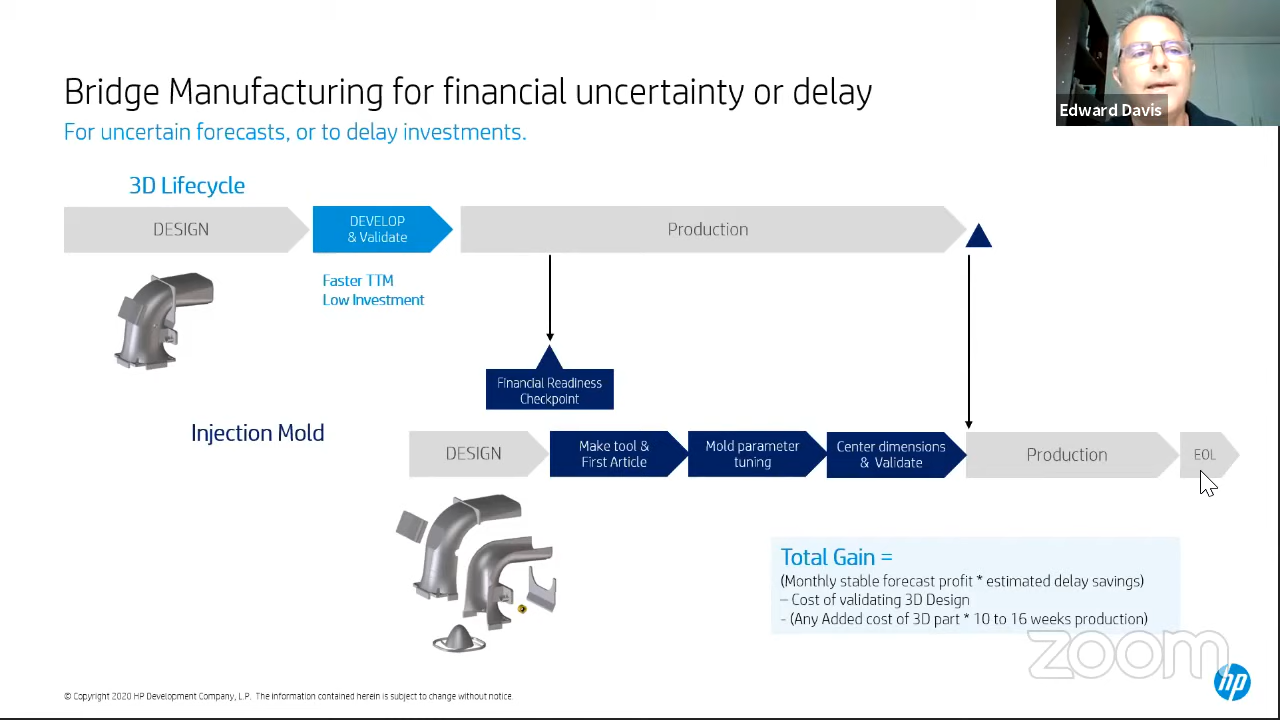 Bridge Manufacturing for financial uncertainty or delay
For uncertain forecasts, or to delay investments.
Edward Davis
3D Lifecycle
DESIGN
DEVELOP
& Validate
Production
Faster TTM
Low Investment
Financial Readiness
Checkpoint
Injection Mold
DESIGN
Make tool &
First Article
Mold parameter
tuning
Center dimensions
& Validate
Production
EOL
Total Gain =
(Monthly stable forecast profit * estimated delay savings)
– Cost of validating 3D Design
- (Any Added cost of 3D part * 10 to 16 weeks production)
zoom
hp
© Copyright 2020 HP Development Company, L.P. The information contained herein is subject to change without notice.